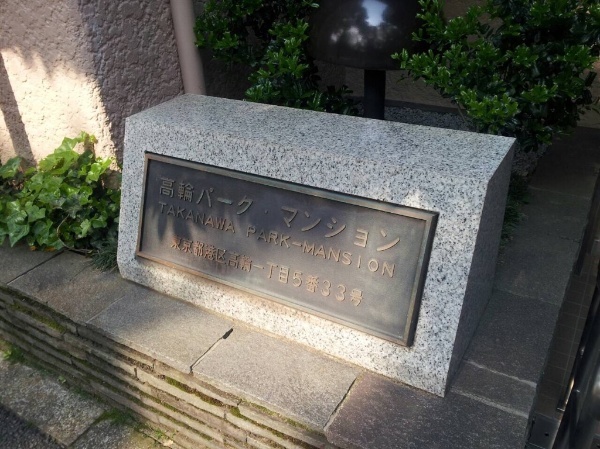 高輪パーク・マンション
TAKANAWA PARK-MANSION
東京都港区高輪一丁目5番33号